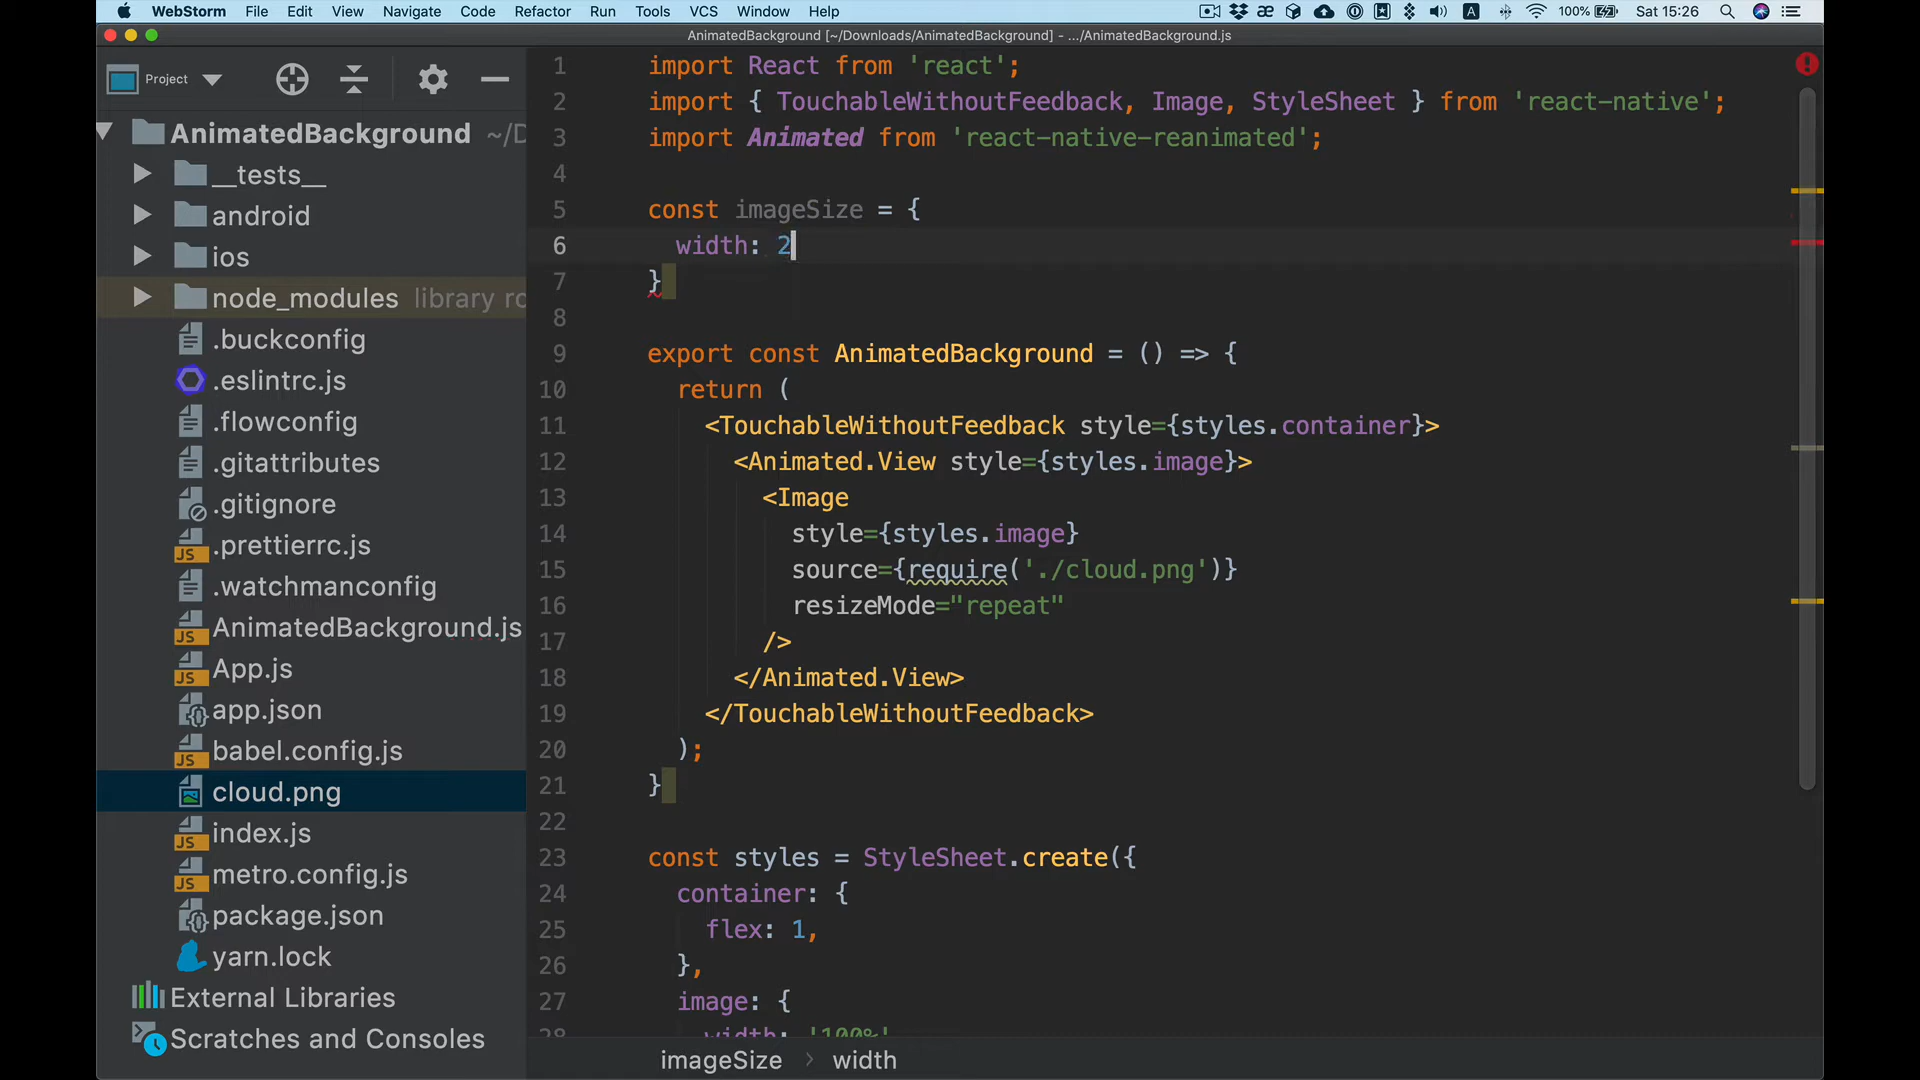 WebStorm File Edit View Navigate Code Refactor Run Tools VCS Window Help æ A 100% Sat 15:26
AnimatedBackground [~/Downloads/AnimatedBackground] - .../AnimatedBackground.js
Project
AnimatedBackground ~/D
__tests__
android
ios
node_modules library ro
.buckconfig
.eslintrc.js
.flowconfig
.gitattributes
.gitignore
.prettierrc.js
.watchmanconfig
AnimatedBackground.js
App.js
app.json
babel.config.js
cloud.png
index.js
metro.config.js
package.json
yarn.lock
External Libraries
Scratches and Consoles
1 import React from 'react';
2 import { TouchableWithoutFeedback, Image, StyleSheet } from 'react-native';
3 import Animated from 'react-native-reanimated';
4
5 const imageSize = {
6 width: 2
7 }
8
9 export const AnimatedBackground = () => {
10 return (
11 <TouchableWithoutFeedback style={styles.container}>
12 <Animated.View style={styles.image}>
13 <Image
14 style={styles.image}
15 source={require('./cloud.png')}
16 resizeMode="repeat"
17 />
18 </Animated.View>
19 </TouchableWithoutFeedback>
20 );
21 }
22
23 const styles = StyleSheet.create({
24 container: {
25 flex: 1,
26 },
27 image: {
28 width: '100%'
imageSize > width